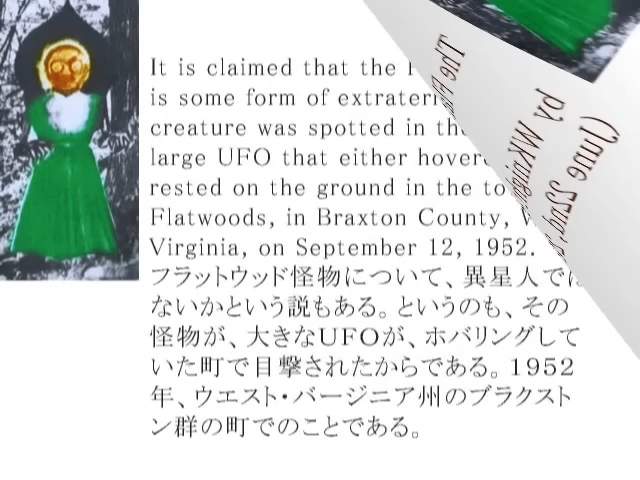 It is claimed that the
is some form of
creature was spotted in
large UFO that either
rested on the ground in the
Flatwoods, in Braxton County,
Virginia, on September 12, 1952.
フラットウッド怪物について、異星人では
ないかという説もある。というのも、その
怪物が、大きなUFOが、ホバリングして
いた町で目撃されたからである。1952
年、ウエスト・バージニア州のブラクスト
ン群の町でのことである。
(June 22nd
by
The